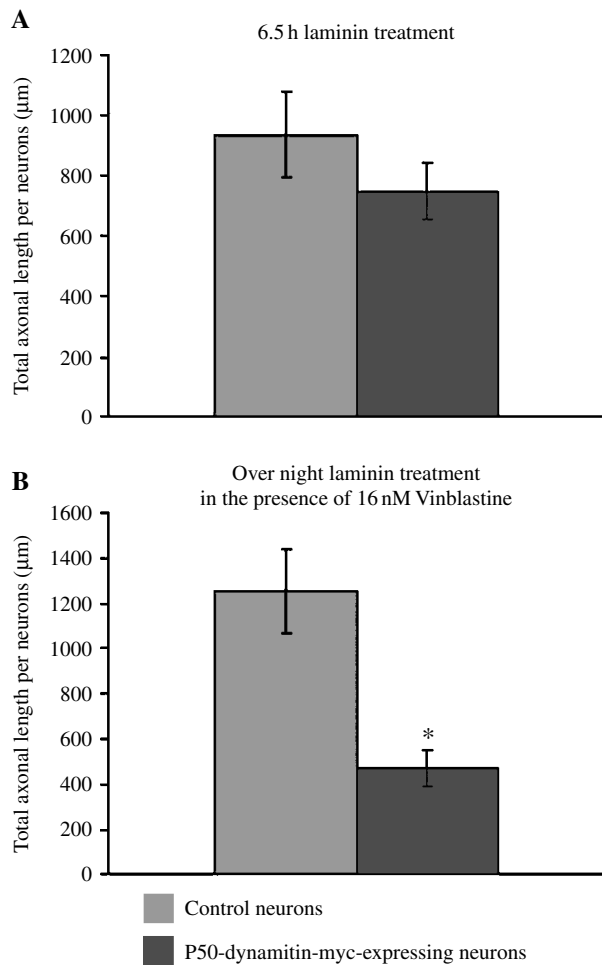 A
6.5 h laminin treatment
Total axonal length per neurons (μm)
1200
1000
800
600
400
200
0
B
Over night laminin treatment
in the presence of 16 nM Vinblastine
Total axonal length per neurons (μm)
1600
1400
1200
1000
800
600
400
200
0
*
Control neurons
P50-dynamitin-myc-expressing neurons